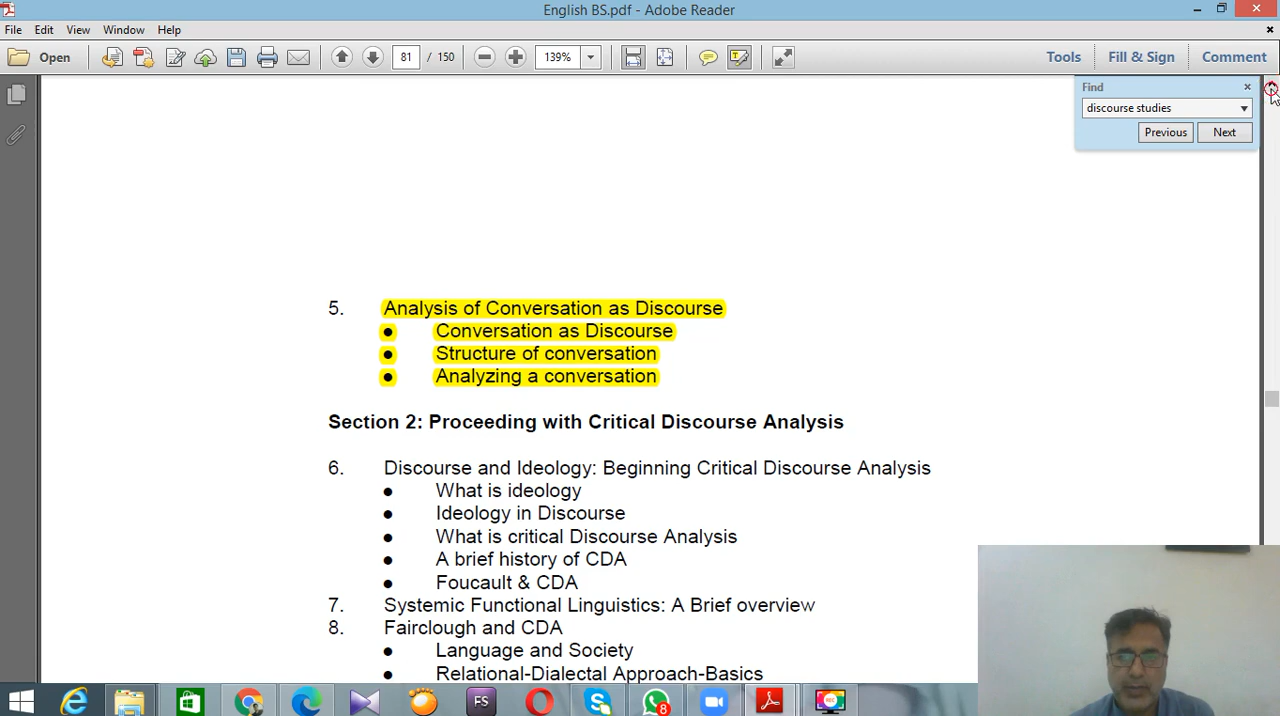 English BS.pdf - Adobe Reader
File Edit View Window Help
Open 81 / 150 139% Tools Fill & Sign Comment
Find
discourse studies
Previous Next
5. Analysis of Conversation as Discourse
● Conversation as Discourse
● Structure of conversation
● Analyzing a conversation
Section 2: Proceeding with Critical Discourse Analysis
6. Discourse and Ideology: Beginning Critical Discourse Analysis
● What is ideology
● Ideology in Discourse
● What is critical Discourse Analysis
● A brief history of CDA
● Foucault & CDA
7. Systemic Functional Linguistics: A Brief overview
8. Fairclough and CDA
● Language and Society
● Relational-Dialectal Approach-Basics
FS
8
REC